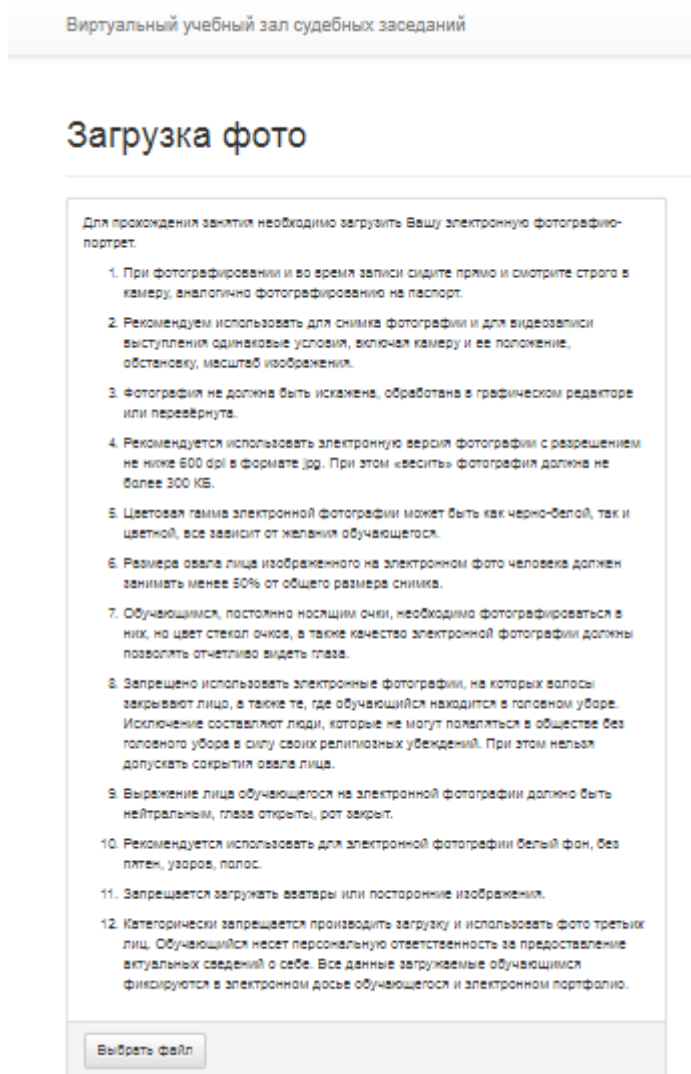 Виртуальный учебный зал судебных заседаний
Загрузка фото
Для прохождения занятия необходимо загрузить Вашу электронную фотографию-
портрет.
1. При фотографировании и во время записи сидите прямо и смотрите строго в
камеру, аналогично фотографированию на паспорт.
2. Рекомендуем использовать для снимка фотографии и для видеозаписи
выступления одинаковые условия, включая камеру и ее положение,
обстановку, масштаб изображения.
3. Фотография не должна быть искажена, обработана в графическом редакторе
или перевёрнута.
4. Рекомендуется использовать электронную версия фотографии с разрешением
не ниже 600 dpi в формате jpg. При этом «весить» фотография должна не
более 300 КБ.
5. Цветовая гамма электронной фотографии может быть как черно-белой, так и
цветной, все зависит от желания обучающегося.
6. Размера овала лица изображенного на электронном фото человека должен
занимать менее 50% от общего размера снимка.
7. Обучающимся, постоянно носящим очки, необходимо фотографироваться в
них, но цвет стекол очков, а также качество электронной фотографии должны
позволять отчетливо видеть глаза.
8. Запрещено использовать электронные фотографии, на которых волосы
закрывают лицо, а также те, где обучающийся находится в головном уборе.
Исключение составляют люди, которые не могут появляться в обществе без
головного убора в силу своих религиозных убеждений. При этом нельзя
допускать сокрытия овала лица.
9. Выражение лица обучающегося на электронной фотографии должно быть
нейтральным, глаза открыты, рот закрыт.
10. Рекомендуется использовать для электронной фотографии белый фон, без
пятен, узоров, полос.
11. Запрещается загружать аватары или посторонние изображения.
12. Категорически запрещается производить загрузку и использовать фото третьих
лиц. Обучающийся несет персональную ответственность за предоставление
актуальных сведений о себе. Все данные загружаемые обучающимся
фиксируются в электронном досье обучающегося и электронном портфолио.
Выбрать файл